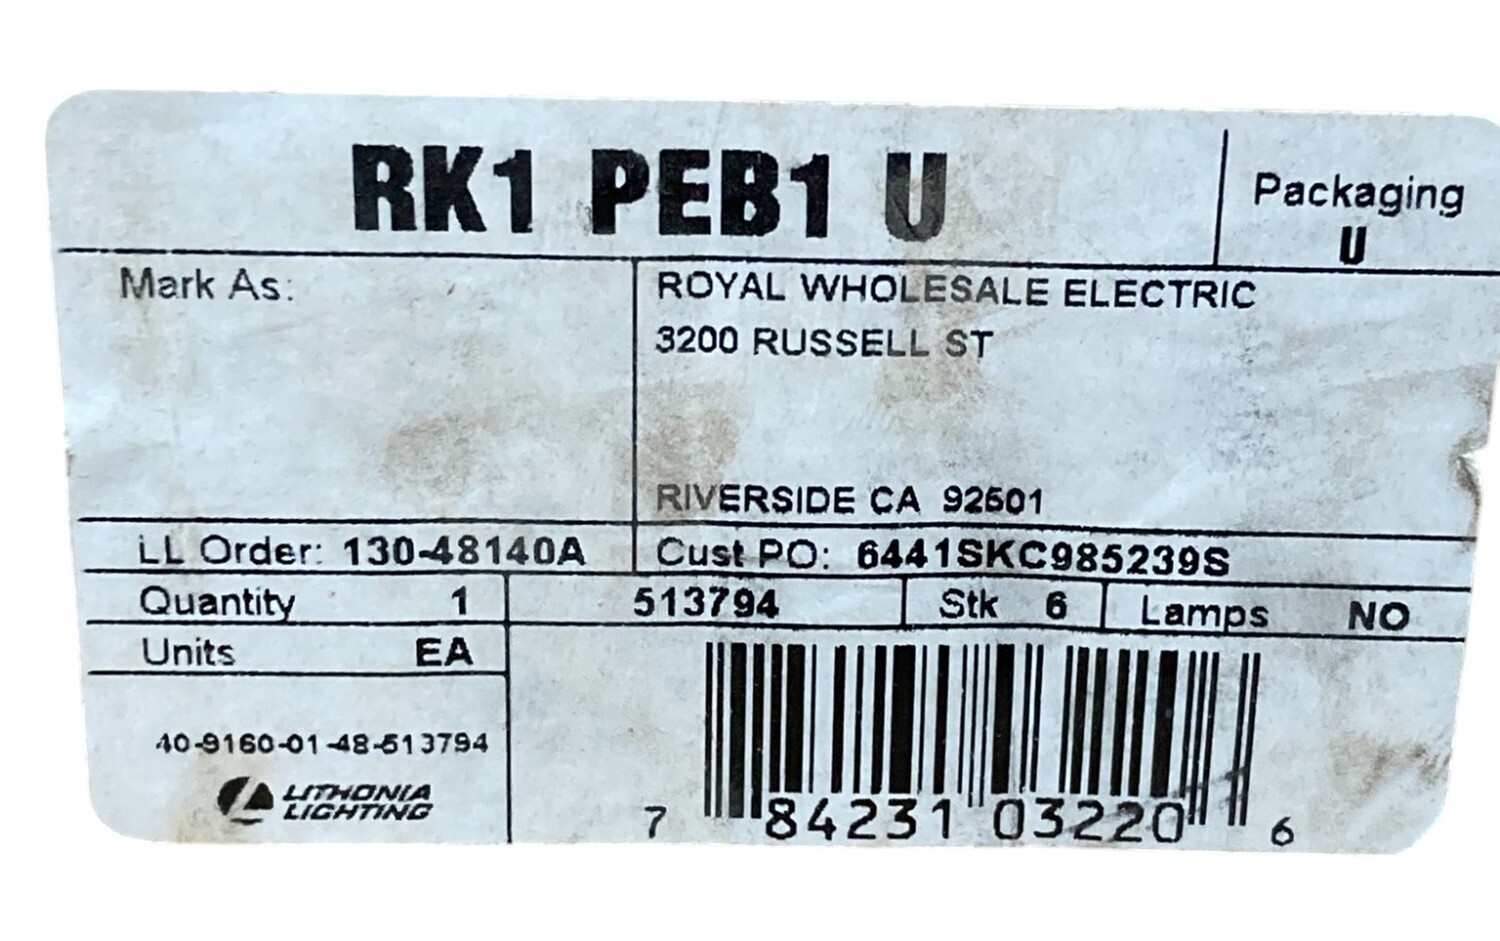 RK1 PEB1 U
Packaging
U
Mark As:
ROYAL WHOLESALE ELECTRIC
3200 RUSSELL ST
RIVERSIDE CA 92501
LL Order: 130-48140A
Cust PO: 6441SKC985239S
Quantity 1
513794
Stk 6
Lamps NO
Units EA
40-9160-01-48-513794
LITHONIA
LIGHTING
7 84231 03220 6